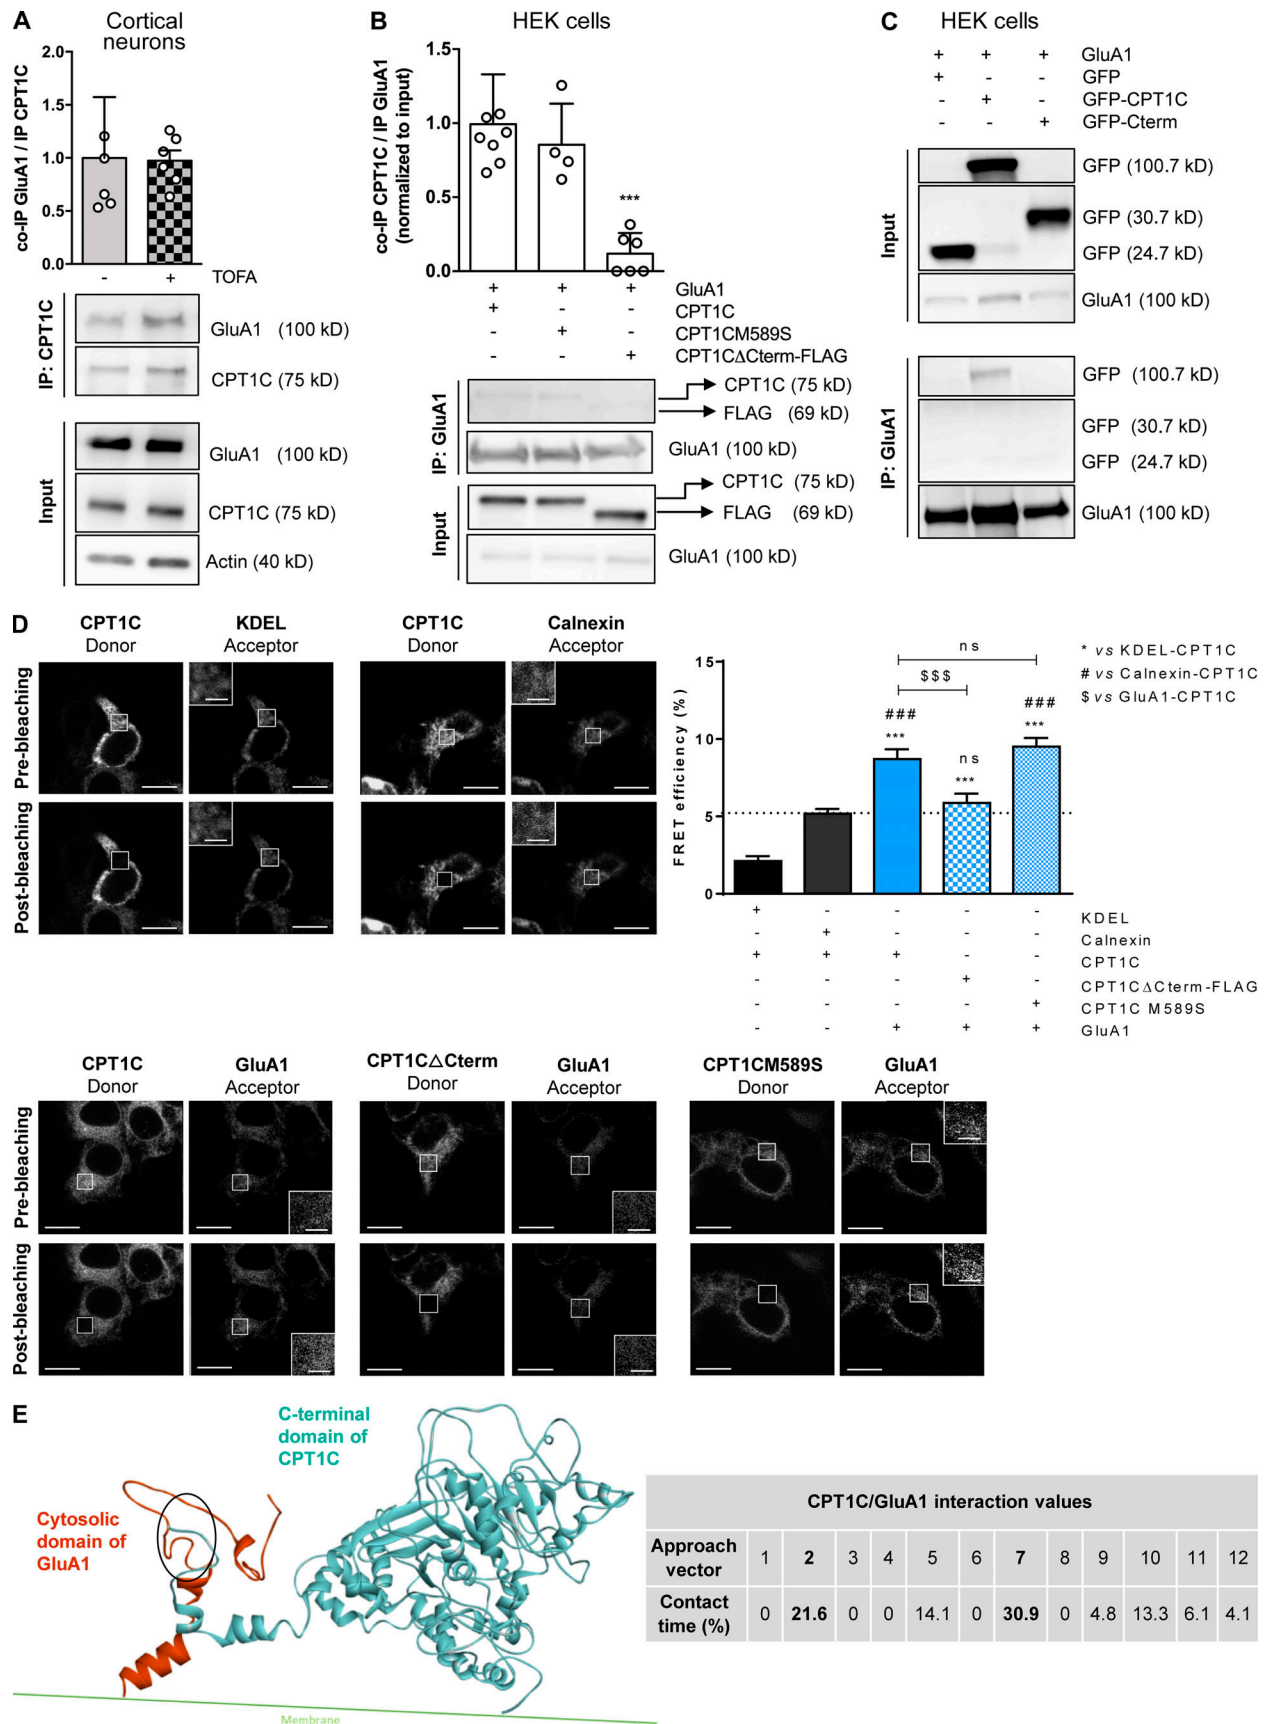 A
Cortical
neurons
co-IP GluA1 / IP CPT1C
2.0
1.5
1.0
0.5
0.0
- + TOFA
IP: CPT1C
GluA1 (100 kD)
CPT1C (75 kD)
Input
GluA1 (100 kD)
CPT1C (75 kD)
Actin (40 kD)
B
HEK cells
co-IP CPT1C / IP GluA1
(normalized to input)
1.5
1.0
0.5
0.0
***
+ + + GluA1
+ - - CPT1C
- + - CPT1CM589S
- - + CPT1CΔCterm-FLAG
IP: GluA1
CPT1C (75 kD)
FLAG (69 kD)
GluA1 (100 kD)
Input
CPT1C (75 kD)
FLAG (69 kD)
GluA1 (100 kD)
C
HEK cells
+ + + GluA1
+ - - GFP
- + - GFP-CPT1C
- - + GFP-Cterm
Input
GFP (100.7 kD)
GFP (30.7 kD)
GFP (24.7 kD)
GluA1 (100 kD)
IP: GluA1
GFP (100.7 kD)
GFP (30.7 kD)
GFP (24.7 kD)
GluA1 (100 kD)
D
CPT1C KDEL CPT1C Calnexin
Donor Acceptor Donor Acceptor
Pre-bleaching
Post-bleaching
FRET efficiency (%)
15
10
5
0
ns
$$$
###
***
ns
***
###
***
* vs KDEL-CPT1C
# vs Calnexin-CPT1C
$ vs GluA1-CPT1C
+ - - - - KDEL
- + - - - Calnexin
+ + + - - CPT1C
- - - + - CPT1CΔCterm-FLAG
- - - - + CPT1C M589S
- - + + + GluA1
CPT1C GluA1 CPT1C△Cterm GluA1 CPT1CM589S GluA1
Donor Acceptor Donor Acceptor Donor Acceptor
Pre-bleaching
Post-bleaching
E
C-terminal
domain of
CPT1C
Cytosolic
domain of
GluA1
Membrane
CPT1C/GluA1 interaction values
Approach vector 1 2 3 4 5 6 7 8 9 10 11 12
Contact time (%) 0 21.6 0 0 14.1 0 30.9 0 4.8 13.3 6.1 4.1